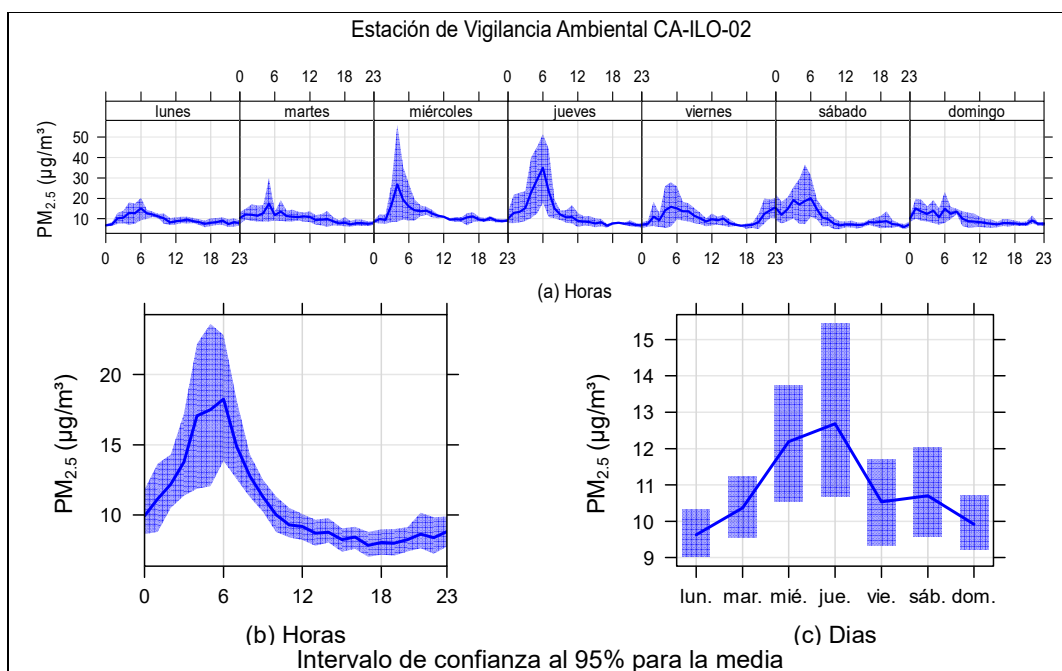 Estación de Vigilancia Ambiental CA-ILO-02
0 6 12 18 23 0 6 12 18 23 0 6 12 18 23
lunes martes miércoles jueves viernes sábado domingo
PM2.5 (µg/m³)
50
40
30
20
10
0 6 12 18 23 0 6 12 18 23 0 6 12 18 23 0 6 12 18 23
(a) Horas
PM2.5 (µg/m³)
20
15
10
0 6 12 18 23
(b) Horas
PM2.5 (µg/m³)
15
14
13
12
11
10
9
lun. mar. mié. jue. vie. sáb. dom.
(c) Dias
Intervalo de confianza al 95% para la media